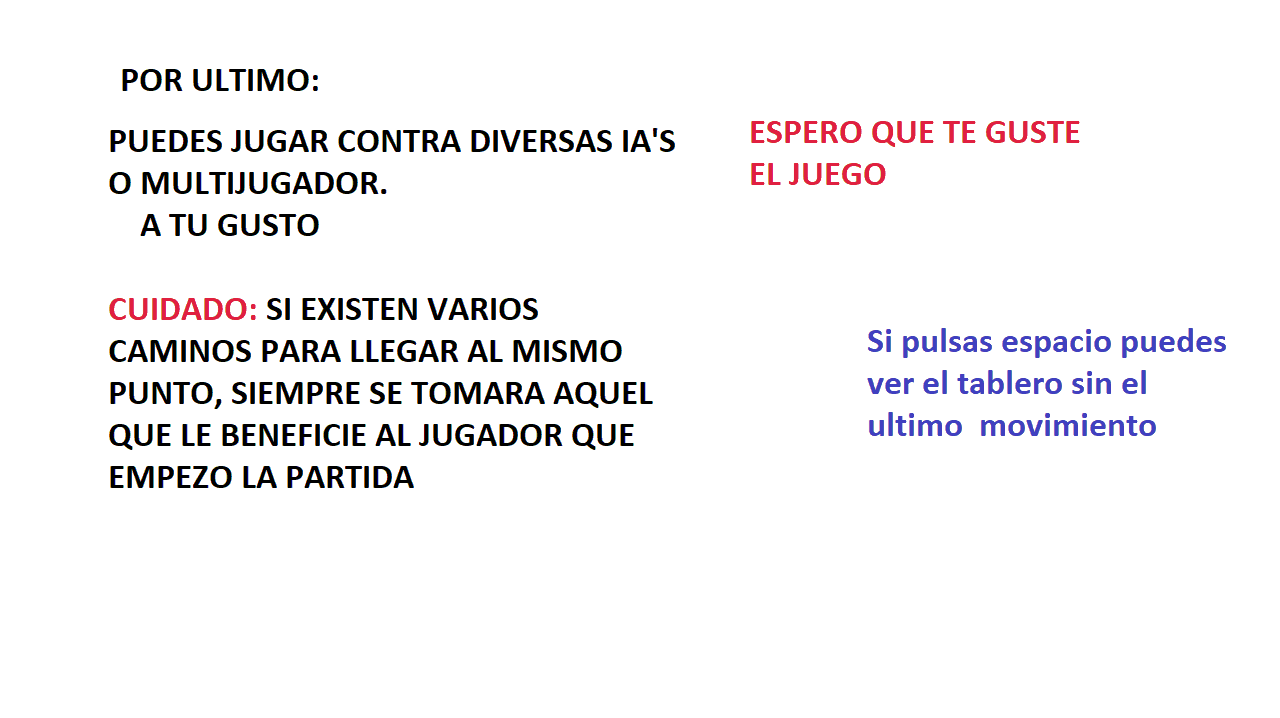 POR ULTIMO:
PUEDES JUGAR CONTRA DIVERSAS IA'S
O MULTIJUGADOR.
A TU GUSTO
CUIDADO: SI EXISTEN VARIOS
CAMINOS PARA LLEGAR AL MISMO
PUNTO, SIEMPRE SE TOMARA AQUEL
QUE LE BENEFICIE AL JUGADOR QUE
EMPEZO LA PARTIDA
ESPERO QUE TE GUSTE
EL JUEGO
Si pulsas espacio puedes
ver el tablero sin el
ultimo  movimiento